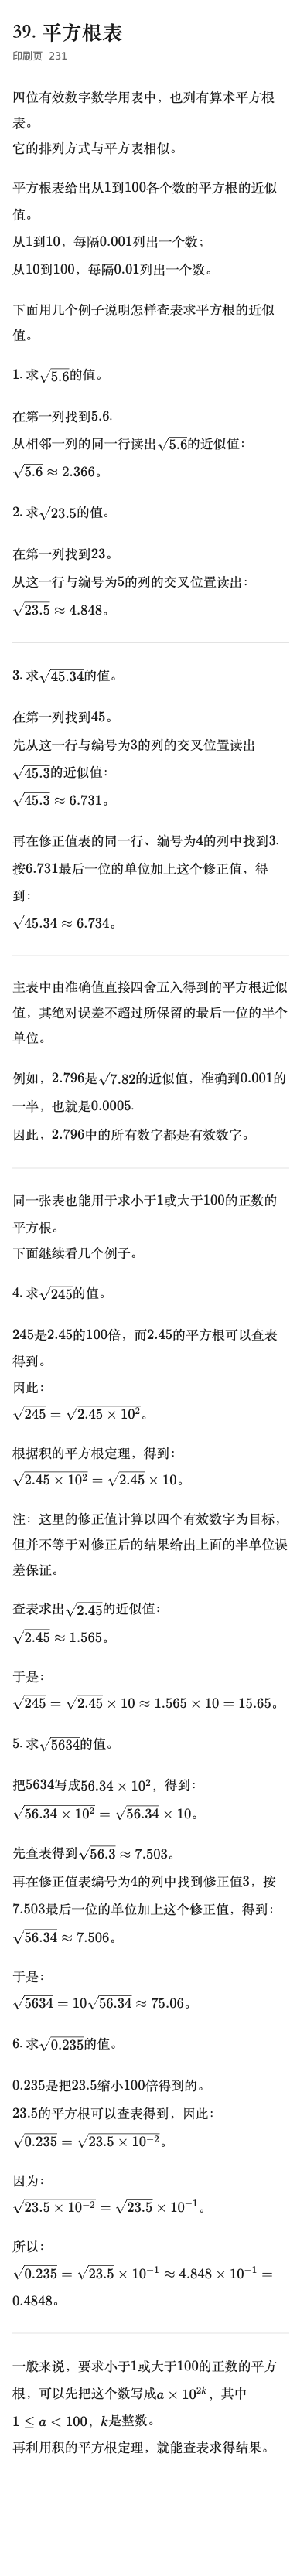 39. 平方根表
印刷页 231
四位有效数字数学用表中，也列有算术平方根
表。
它的排列方式与平方表相似。
平方根表给出从1到100各个数的平方根的近似
值。
从1到10，每隔0.001列出一个数；
从10到100，每隔0.01列出一个数。
下面用几个例子说明怎样查表求平方根的近似
值。
1. 求√5.6的值。
在第一列找到5.6.
从相邻一列的同一行读出√5.6的近似值：
√5.6 ≈ 2.366。
2. 求√23.5的值。
在第一列找到23。
从这一行与编号为5的列的交叉位置读出：
√23.5 ≈ 4.848。
3. 求√45.34的值。
在第一列找到45。
先从这一行与编号为3的列的交叉位置读出
√45.3的近似值：
√45.3 ≈ 6.731。
再在修正值表的同一行、编号为4的列中找到3.
按6.731最后一位的单位加上这个修正值，得
到：
√45.34 ≈ 6.734。
主表中由准确值直接四舍五入得到的平方根近似
值，其绝对误差不超过所保留的最后一位的半个
单位。
例如，2.796是√7.82的近似值，准确到0.001的
一半，也就是0.0005.
因此，2.796中的所有数字都是有效数字。
同一张表也能用于求小于1或大于100的正数的
平方根。
下面继续看几个例子。
4. 求√245的值。
245是2.45的100倍，而2.45的平方根可以查表
得到。
因此：
√245 = √(2.45 × 10²)。
根据积的平方根定理，得到：
√(2.45 × 10²) = √2.45 × 10。
注：这里的修正值计算以四个有效数字为目标，
但并不等于对修正后的结果给出上面的半单位误
差保证。
查表求出√2.45的近似值：
√2.45 ≈ 1.565。
于是：
√245 = √2.45 × 10 ≈ 1.565 × 10 = 15.65。
5. 求√5634的值。
把5634写成56.34 × 10²，得到：
√(56.34 × 10²) = √56.34 × 10。
先查表得到√56.3 ≈ 7.503。
再在修正值表编号为4的列中找到修正值3，按
7.503最后一位的单位加上这个修正值，得到：
√56.34 ≈ 7.506。
于是：
√5634 = 10√56.34 ≈ 75.06。
6. 求√0.235的值。
0.235是把23.5缩小100倍得到的。
23.5的平方根可以查表得到，因此：
√0.235 = √(23.5 × 10⁻²)。
因为：
√(23.5 × 10⁻²) = √23.5 × 10⁻¹。
所以：
√0.235 = √23.5 × 10⁻¹ ≈ 4.848 × 10⁻¹ =
0.4848。
一般来说，要求小于1或大于100的正数的平方
根，可以先把这个数写成a × 10²ᵏ，其中
1 ≤ a < 100，k是整数。
再利用积的平方根定理，就能查表求得结果。